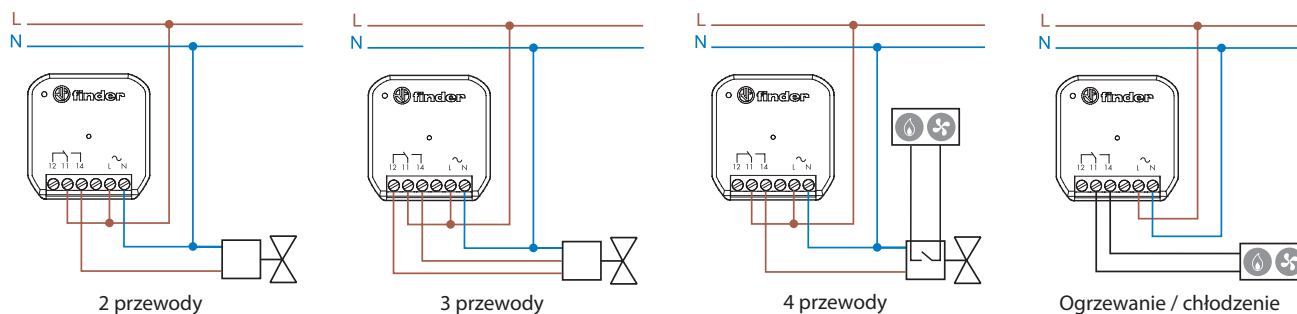 L
N
finder
12 11 14 L N
2 przewody
L
N
finder
12 11 14 L N
3 przewody
L
N
finder
12 11 14 L N
4 przewody
L
N
finder
12 11 14 L N
Ogrzewanie / chłodzenie